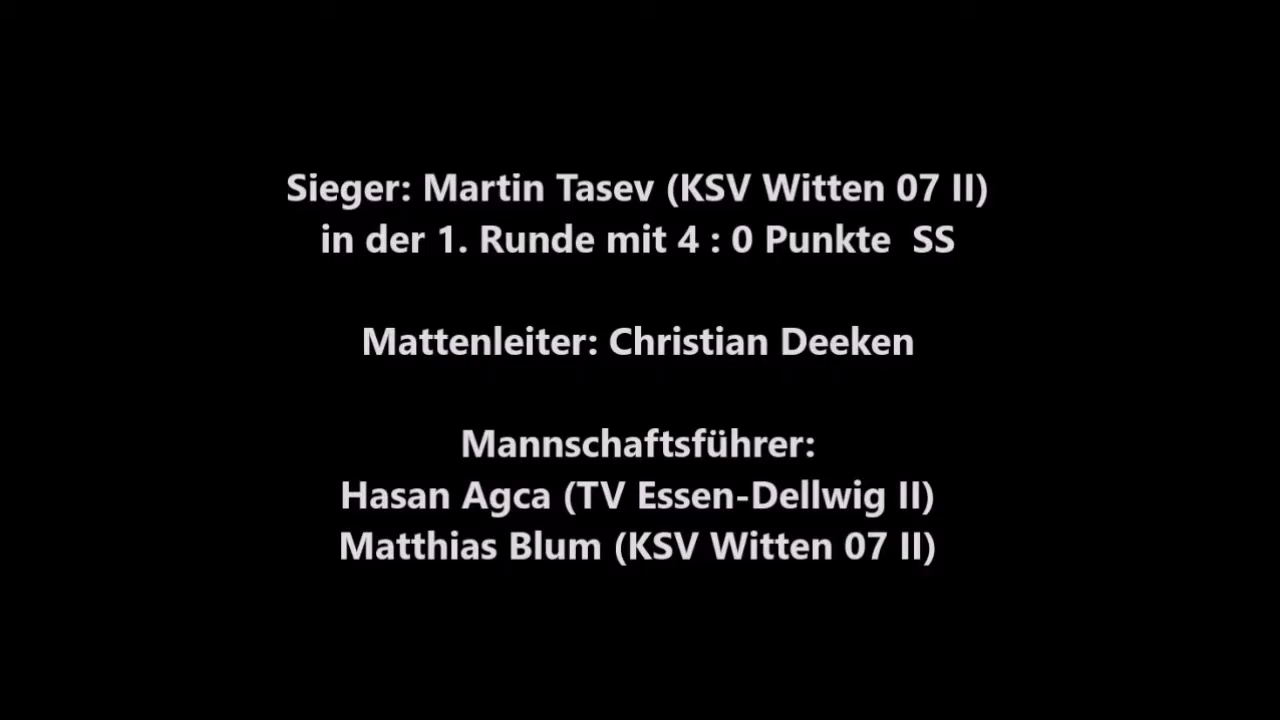 Sieger: Martin Tasev (KSV Witten 07 II)
in der 1. Runde mit 4 : 0 Punkte  SS
Mattenleiter: Christian Deeken
Mannschaftsführer:
Hasan Agca (TV Essen-Dellwig II)
Matthias Blum (KSV Witten 07 II)